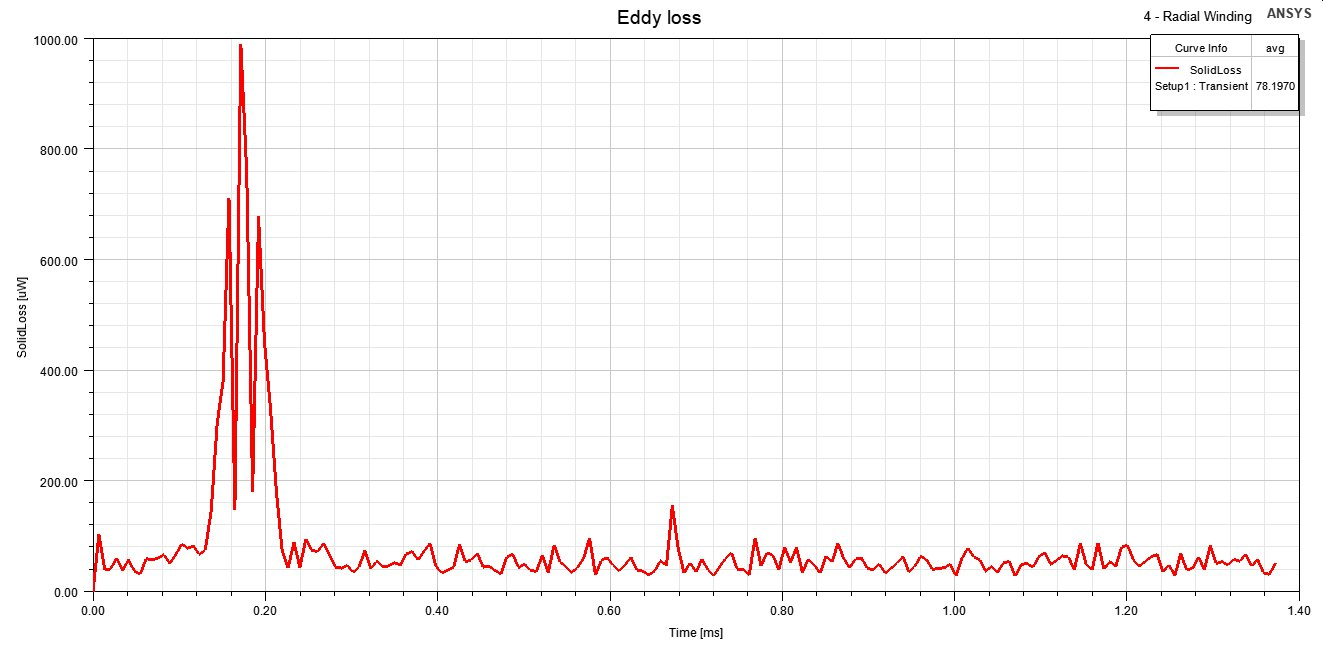 Eddy loss
4 - Radial Winding
ANSYS
Curve Info avg
SolidLoss
Setup1 : Transient 78.1970
1000.00
800.00
600.00
400.00
200.00
0.00
SolidLoss [uW]
0.00 0.20 0.40 0.60 0.80 1.00 1.20 1.40
Time [ms]